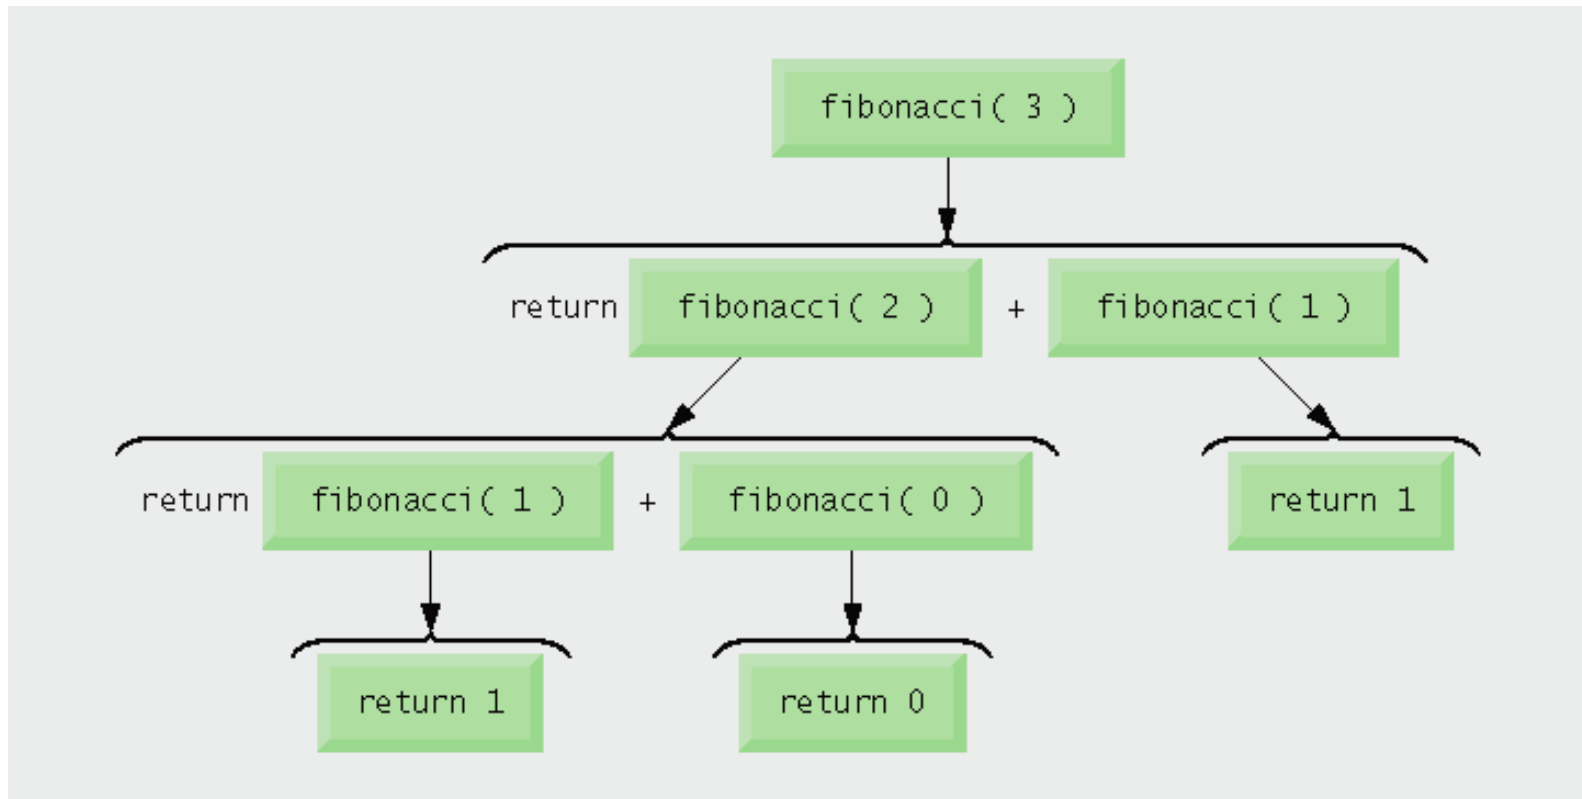 fibonacci( 3 )
return fibonacci( 2 ) + fibonacci( 1 )
return fibonacci( 1 ) + fibonacci( 0 ) return 1
return 1 return 0